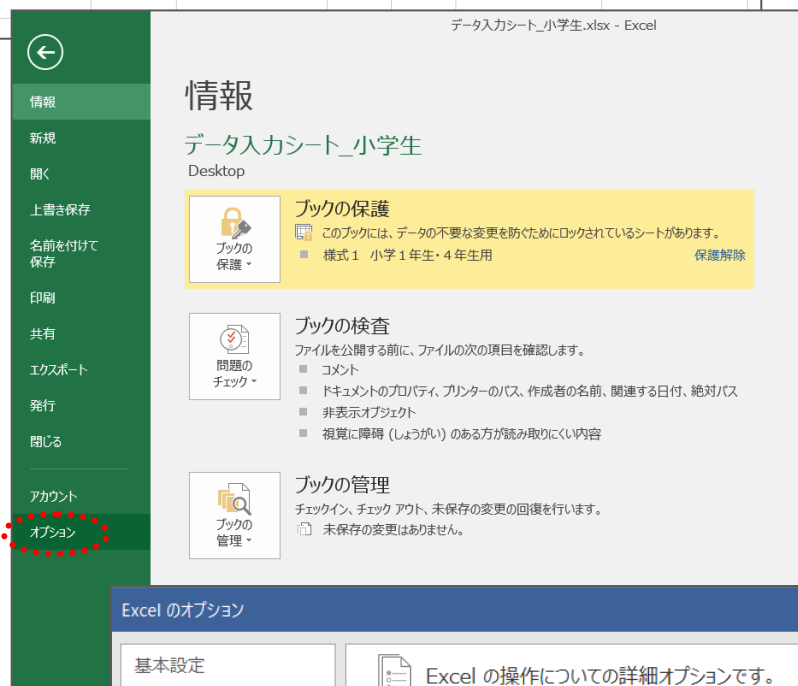 データ入力シート_小学生.xlsx - Excel
情報
新規
開く
上書き保存
名前を付けて
保存
印刷
共有
エクスポート
発行
閉じる
アカウント
オプション
情報
データ入力シート_小学生
Desktop
ブックの
保護
ブックの保護
このブックには、データの不要な変更を防ぐためにロックされているシートがあります。
様式１ 小学１年生・４年生用 保護解除
問題の
チェック
ブックの検査
ファイルを公開する前に、ファイルの次の項目を確認します。
コメント
ドキュメントのプロパティ、プリンターのパス、作成者の名前、関連する日付、絶対パス
非表示オブジェクト
視覚に障碍 (しょうがい) のある方が読み取りにくい内容
ブックの
管理
ブックの管理
チェックイン、チェック アウト、未保存の変更の回復を行います。
未保存の変更はありません。
Excel のオプション
基本設定
Excel の操作についての詳細オプションです。